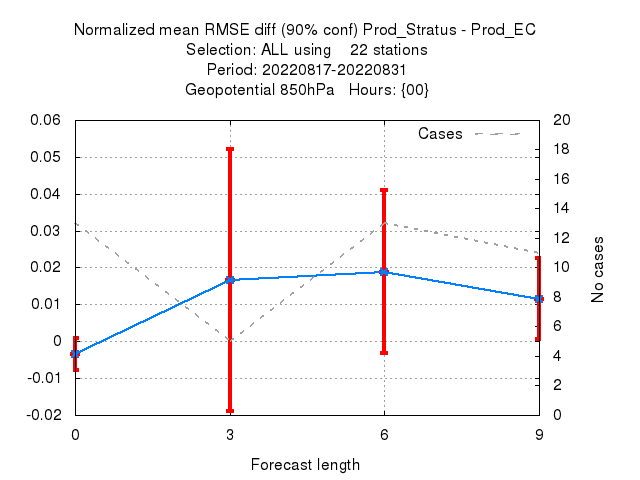 Normalized mean RMSE diff (90% conf) Prod_Stratus - Prod_EC
Selection: ALL using 22 stations
Period: 20220817-20220831
Geopotential 850hPa Hours: {00}
Cases
0.06
0.05
0.04
0.03
0.02
0.01
0
-0.01
-0.02
20
18
16
14
12
10
8
6
4
2
0
No cases
0 3 6 9
Forecast length